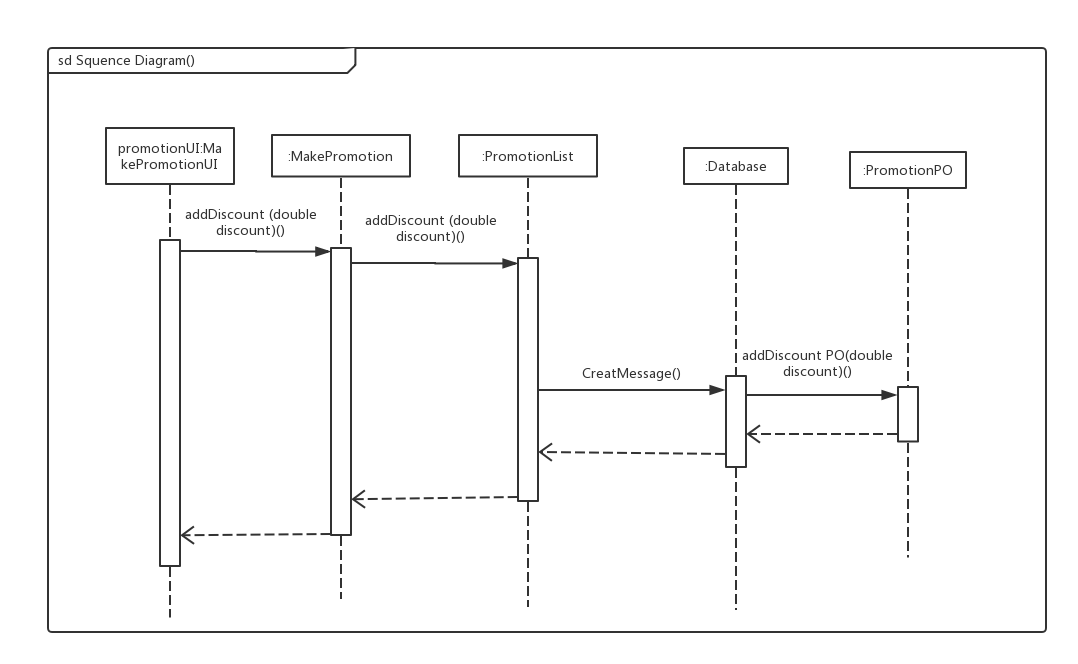 sd Squence Diagram()
promotionUI:Ma
kePromotionUI
:MakePromotion
:PromotionList
:Database
:PromotionPO
addDiscount (double
discount)()
addDiscount (double
discount)()
CreatMessage()
addDiscount PO(double
discount)()